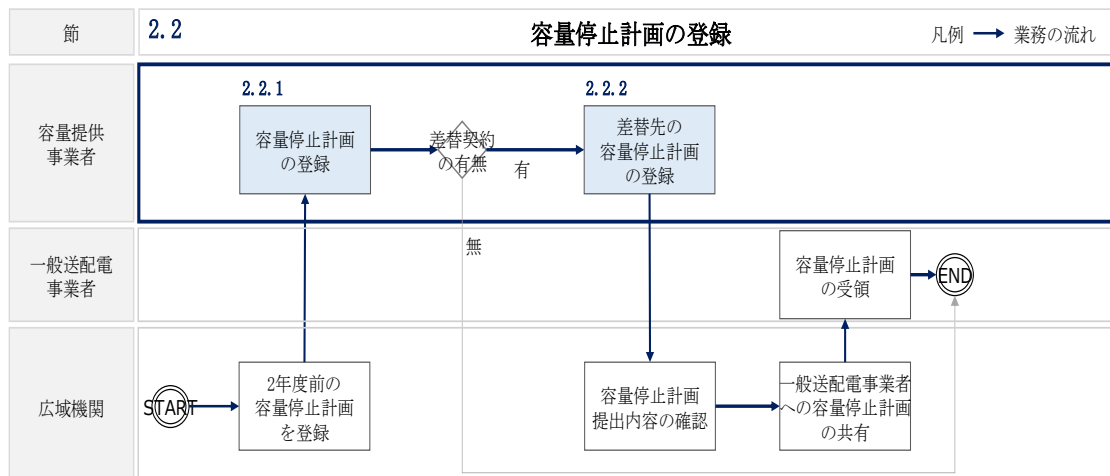 節
2.2
容量停止計画の登録
凡例
業務の流れ
容量提供
事業者
2.2.1
容量停止計画
の登録
差替契約
の有無
有
無
2.2.2
差替先の
容量停止計画
の登録
一般送配電
事業者
容量停止計画
の受領
END
広域機関
START
2年度前の
容量停止計画
を登録
容量停止計画
提出内容の確認
一般送配電事業者
への容量停止計画
の共有